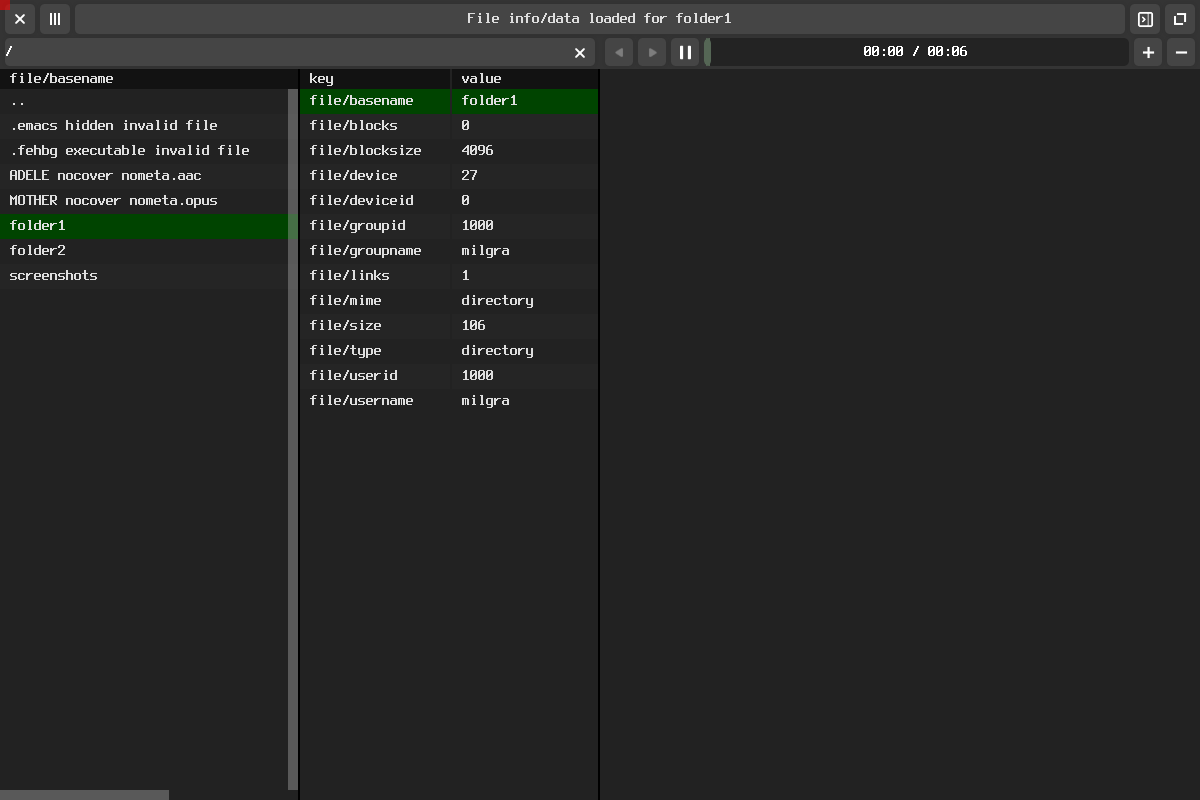 File info/data loaded for folder1
/
00:00 / 00:06
file/basename
key value
..
.emacs hidden invalid file
.fehbg executable invalid file
ADELE nocover nometa.aac
MOTHER nocover nometa.opus
folder1
folder2
screenshots
file/basename folder1
file/blocks 0
file/blocksize 4096
file/device 27
file/deviceid 0
file/groupid 1000
file/groupname milgra
file/links 1
file/mime directory
file/size 106
file/type directory
file/userid 1000
file/username milgra